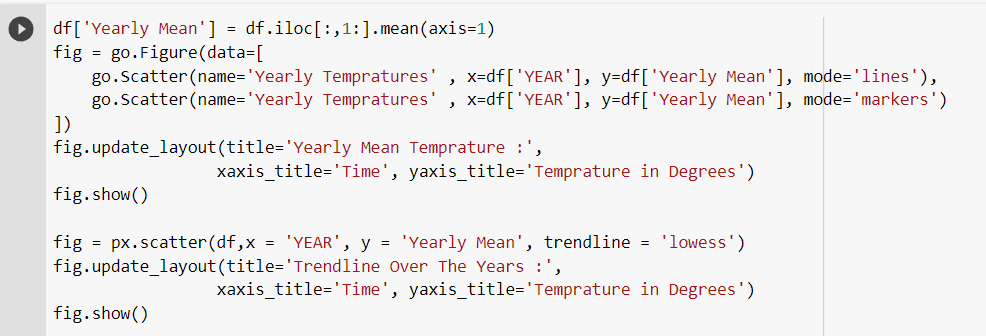 df['Yearly Mean'] = df.iloc[:,1:].mean(axis=1)
fig = go.Figure(data=[
    go.Scatter(name='Yearly Tempratures' , x=df['YEAR'], y=df['Yearly Mean'], mode='lines'),
    go.Scatter(name='Yearly Tempratures' , x=df['YEAR'], y=df['Yearly Mean'], mode='markers')
])
fig.update_layout(title='Yearly Mean Temprature :',
                 xaxis_title='Time', yaxis_title='Temprature in Degrees')
fig.show()

fig = px.scatter(df,x = 'YEAR', y = 'Yearly Mean', trendline = 'lowess')
fig.update_layout(title='Trendline Over The Years :',
                 xaxis_title='Time', yaxis_title='Temprature in Degrees')
fig.show()